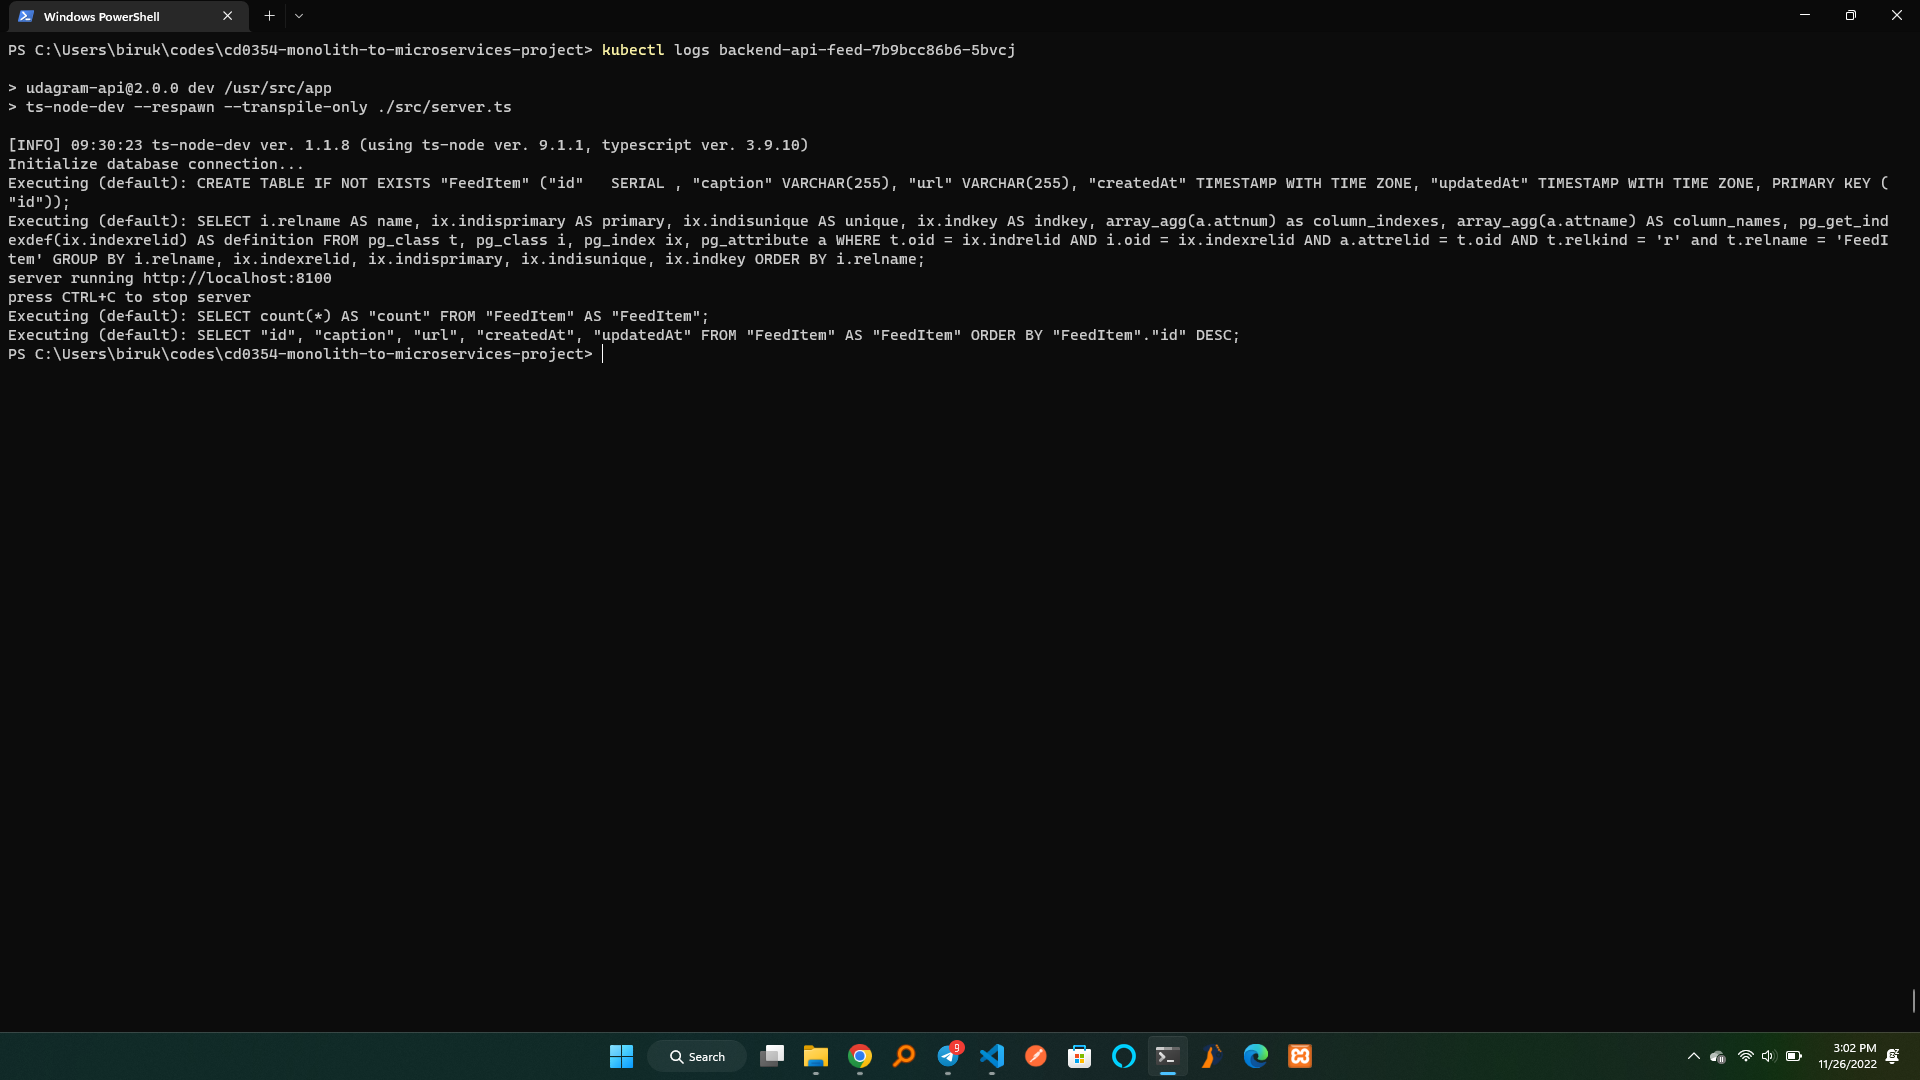 Windows PowerShell
PS C:\Users\biruk\codes\cd0354-monolith-to-microservices-project> kubectl logs backend-api-feed-7b9bcc86b6-5bvcj
> udagram-api@2.0.0 dev /usr/src/app
> ts-node-dev --respawn --transpile-only ./src/server.ts
[INFO] 09:30:23 ts-node-dev ver. 1.1.8 (using ts-node ver. 9.1.1, typescript ver. 3.9.10)
Initialize database connection...
Executing (default): CREATE TABLE IF NOT EXISTS "FeedItem" ("id"   SERIAL , "caption" VARCHAR(255), "url" VARCHAR(255), "createdAt" TIMESTAMP WITH TIME ZONE, "updatedAt" TIMESTAMP WITH TIME ZONE, PRIMARY KEY (
"id"));
Executing (default): SELECT i.relname AS name, ix.indisprimary AS primary, ix.indisunique AS unique, ix.indkey AS indkey, array_agg(a.attnum) as column_indexes, array_agg(a.attname) AS column_names, pg_get_ind
exdef(ix.indexrelid) AS definition FROM pg_class t, pg_class i, pg_index ix, pg_attribute a WHERE t.oid = ix.indrelid AND i.oid = ix.indexrelid AND a.attrelid = t.oid AND t.relkind = 'r' and t.relname = 'FeedI
tem' GROUP BY i.relname, ix.indexrelid, ix.indisprimary, ix.indisunique, ix.indkey ORDER BY i.relname;
server running http://localhost:8100
press CTRL+C to stop server
Executing (default): SELECT count(*) AS "count" FROM "FeedItem" AS "FeedItem";
Executing (default): SELECT "id", "caption", "url", "createdAt", "updatedAt" FROM "FeedItem" AS "FeedItem" ORDER BY "FeedItem"."id" DESC;
PS C:\Users\biruk\codes\cd0354-monolith-to-microservices-project>
Search
9
3:02 PM
11/26/2022